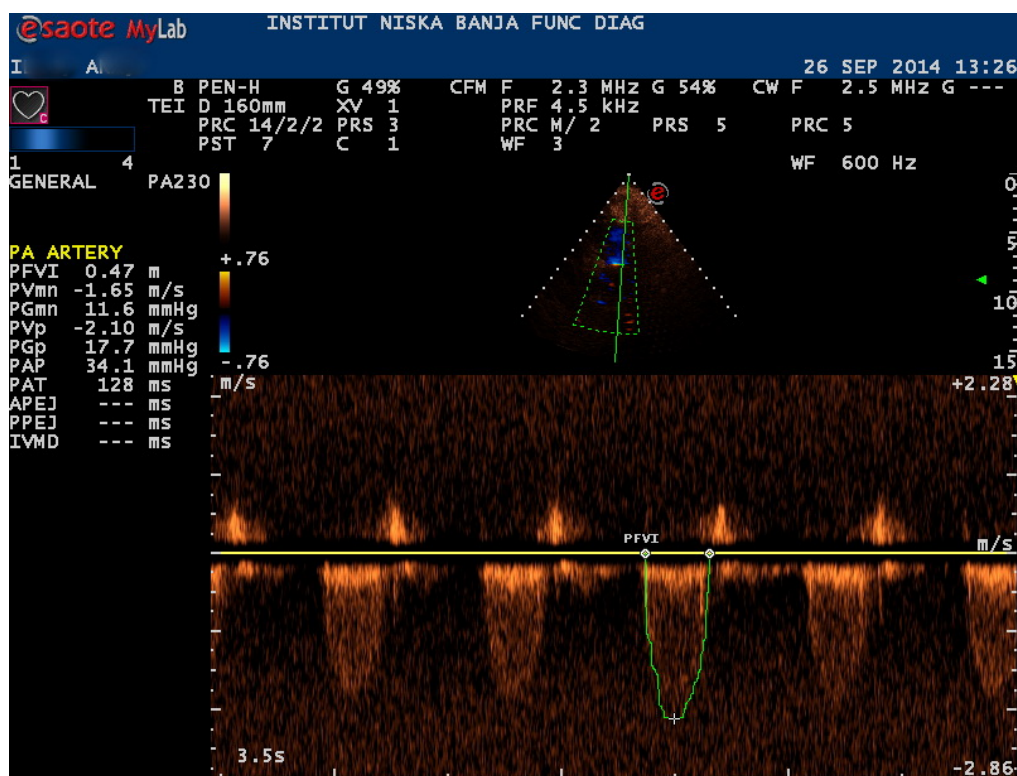 esaote MyLab
INSTITUT NISKA BANJA FUNC DIAG
26 SEP 2014 13:26
B PEN-H G 49% CFM F 2.3 MHz G 54% CW F 2.5 MHz G ---
TEI D 160mm XV 1 PRF 4.5 kHz
PRC 14/2/2 PRS 3 PRC M/ 2 PRS 5 PRC 5
PST 7 C 1 WF 3
WF 600 Hz
C
1 4
GENERAL PA230
0
5
10
15
+.76
-.76
PA ARTERY
PFVI 0.47 m
PVmn -1.65 m/s
PGmn 11.6 mmHg
PVp -2.10 m/s
PGp 17.7 mmHg
PAP 34.1 mmHg
PAT 128 ms
APEJ --- ms
PPEJ --- ms
IVMD --- ms
m/s
+2.28
PFVI
m/s
3.5s
-2.86